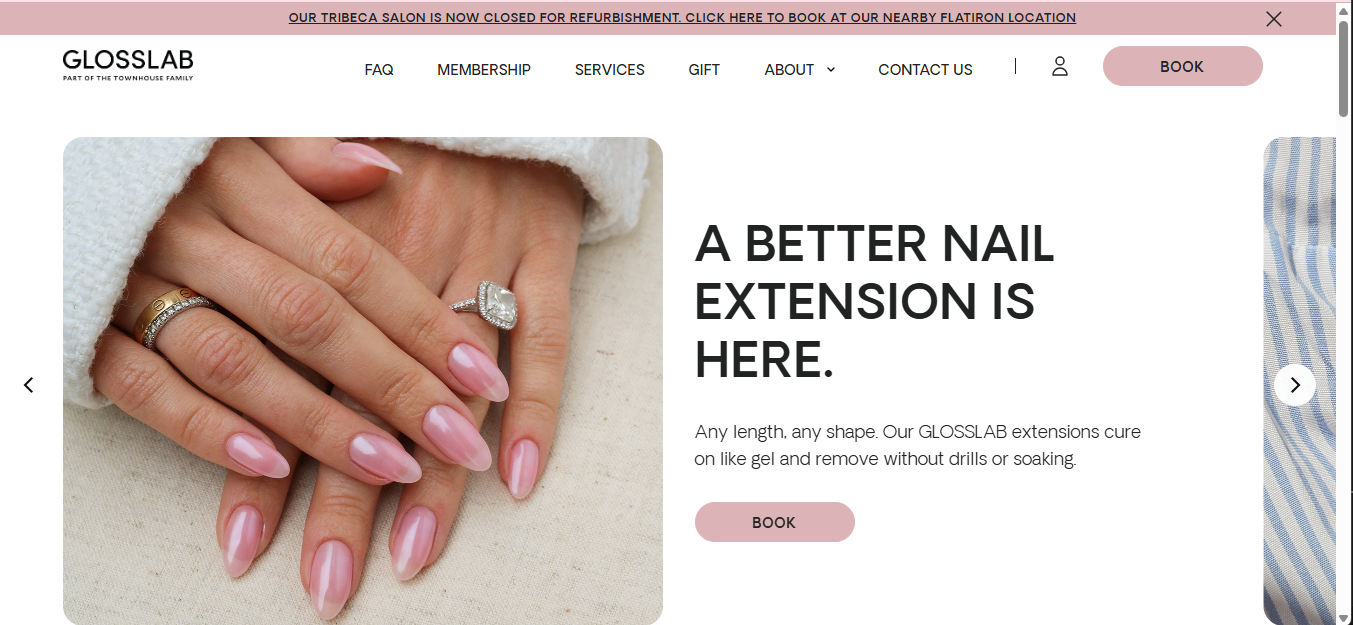 OUR TRIBECA SALON IS NOW CLOSED FOR REFURBISHMENT. CLICK HERE TO BOOK AT OUR NEARBY FLATIRON LOCATION
GLOSSLAB
PART OF THE TOWNHOUSE FAMILY
FAQ
MEMBERSHIP
SERVICES
GIFT
ABOUT
CONTACT US
BOOK
A BETTER NAIL
EXTENSION IS
HERE.
Any length, any shape. Our GLOSSLAB extensions cure
on like gel and remove without drills or soaking.
BOOK